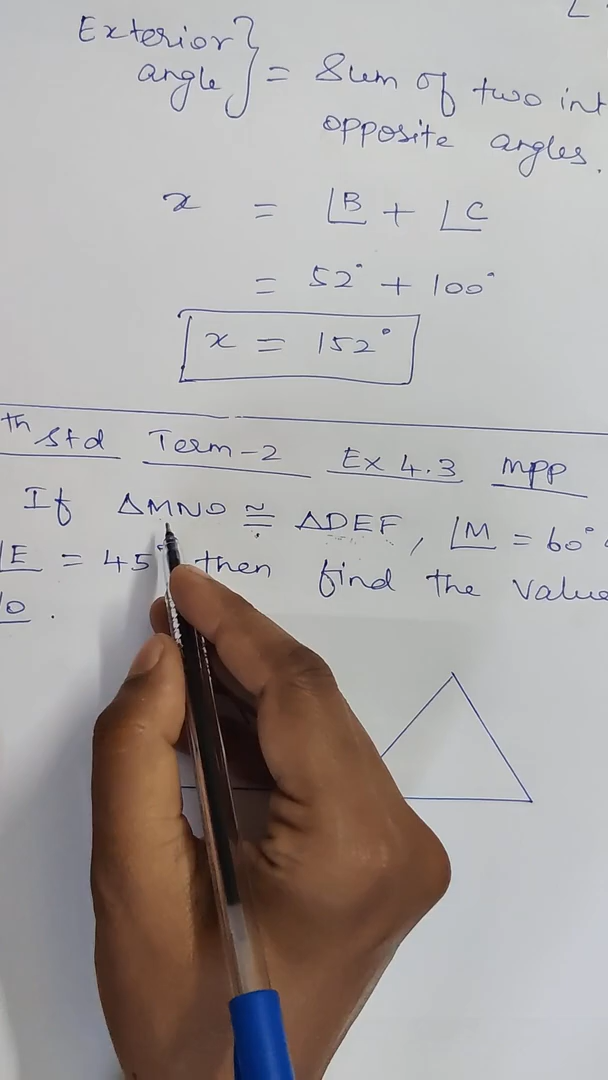 Exterior } angle = Sum of two int
opposite angles.
x = ∠B + ∠C
= 52° + 100°
x = 152°
th std Term-2 Ex 4.3 MPP
If ΔMNO ≅ ΔDEF, ∠M = 60°
∠E = 45° then find the value
∠O.